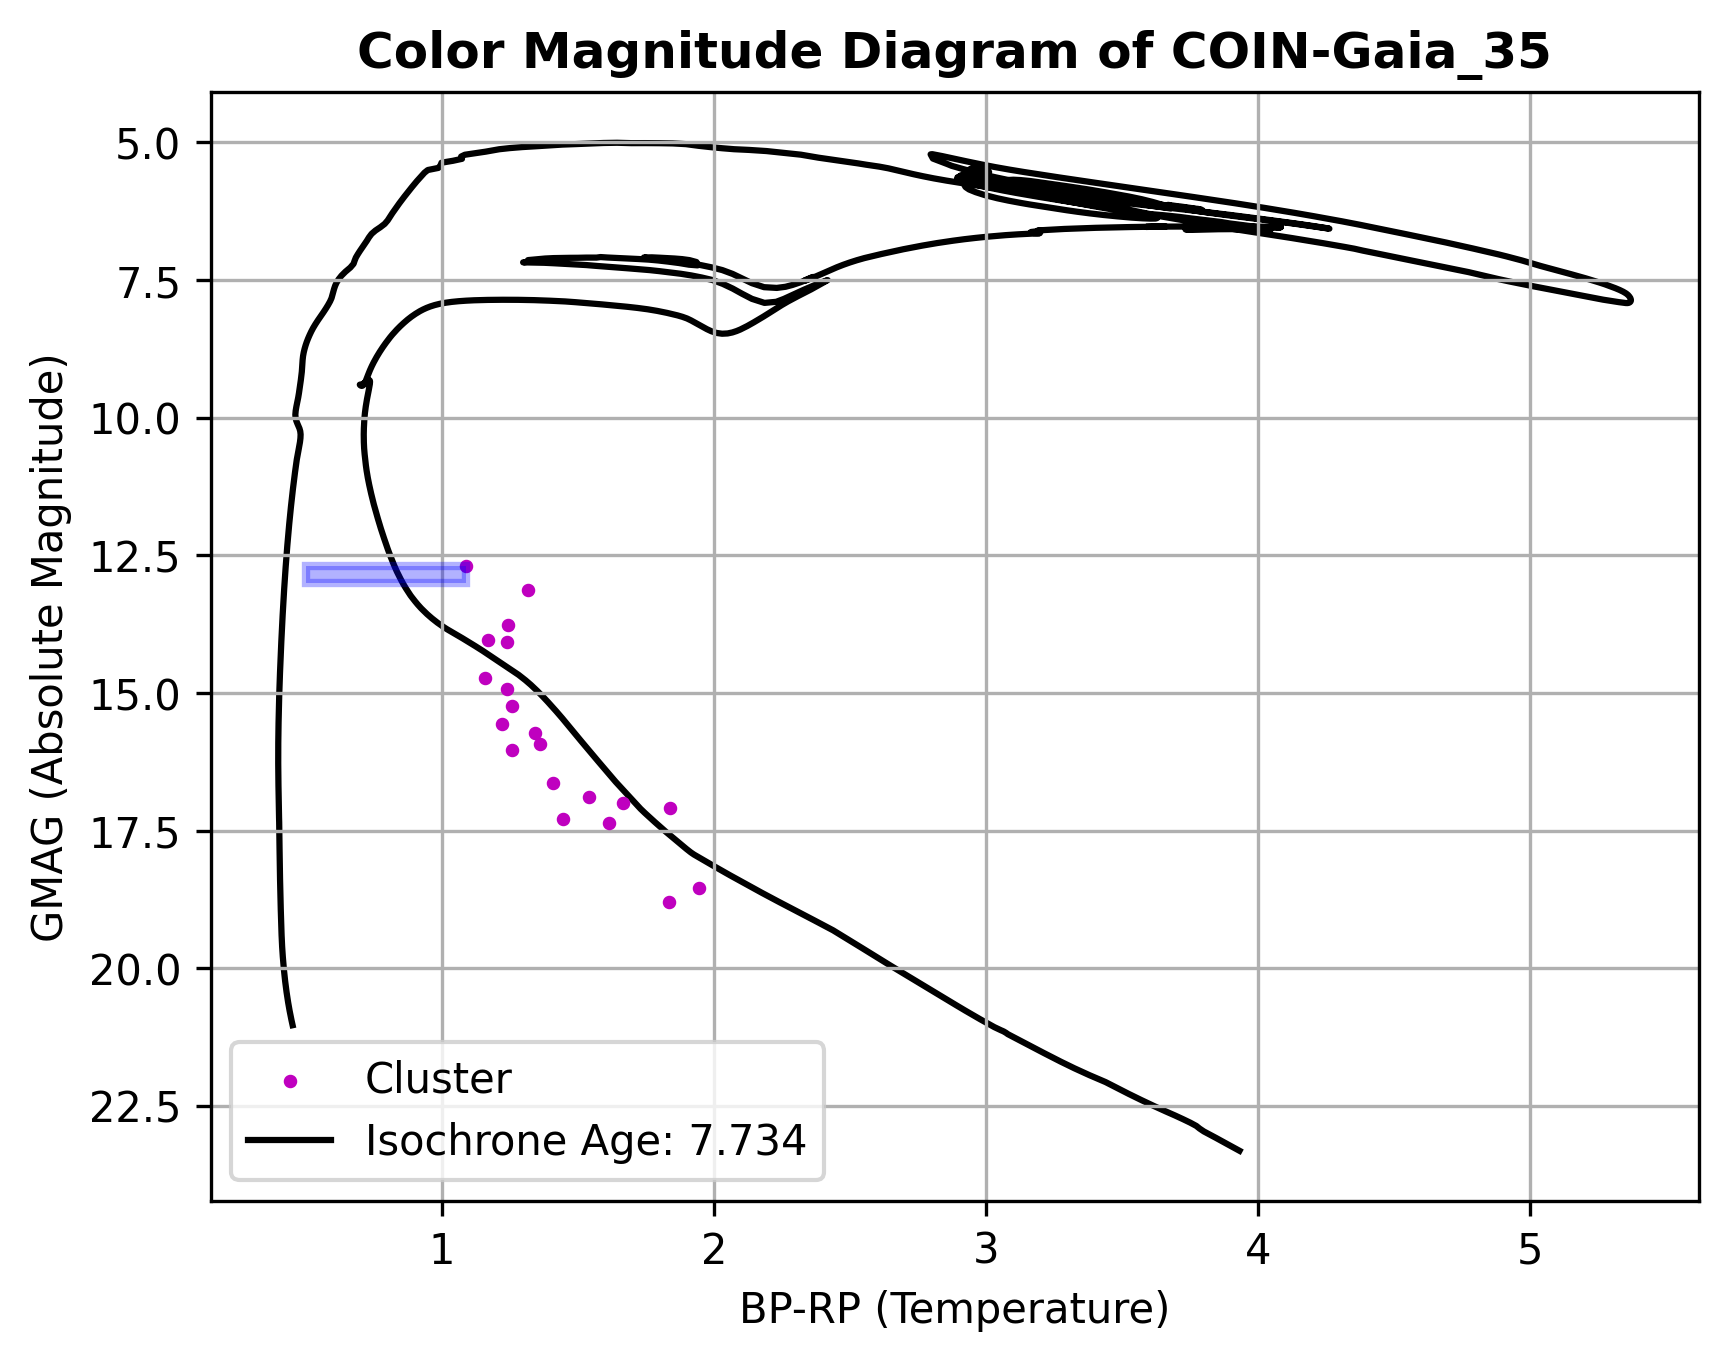 Color Magnitude Diagram of COIN-Gaia_35
GMAG (Absolute Magnitude)
5.0
7.5
10.0
12.5
15.0
17.5
20.0
22.5
Cluster
Isochrone Age: 7.734
1 2 3 4 5
BP-RP (Temperature)